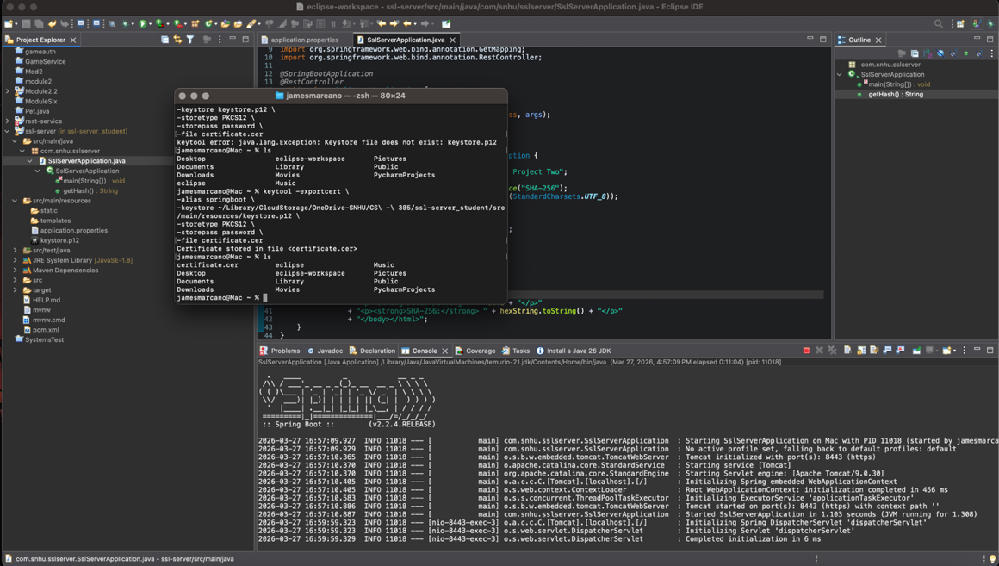 eclipse-workspace - ssl-server/src/main/java/com/snhu/sslserver/SslServerApplication.java - Eclipse IDE
Project Explorer
gameauth
GameService
Mod2
module2
Module2.2
ModuleSix
Pet.java
rest-service
ssl-server (in ssl-server_student)
src/main/java
com.snhu.sslserver
SslServerApplication.java
SslServerApplication
main(String[]) : void
getHash() : String
src/main/resources
static
templates
application.properties
keystore.p12
src/test/java
JRE System Library [JavaSE-1.8]
Maven Dependencies
src
target
HELP.md
mvnw
mvnw.cmd
pom.xml
SystemsTest
application.properties
SslServerApplication.java
9 import org.springframework.web.bind.annotation.GetMapping;
10 import org.springframework.web.bind.annotation.RestController;
11
12 @SpringBootApplication
13 @RestController
ss, args);
ption {
Project Two";
ce("SHA-256");
(StandardCharsets.UTF_8));
;
+ "</p>"
41 + "<p><strong>SHA-256:</strong> " + hexString.toString() + "</p>"
42 + "</body></html>";
43 }
44 }
jamesmarcano — -zsh — 80×24
-keystore keystore.p12 \
-storetype PKCS12 \
-storepass password \
-file certificate.cer
keytool error: java.lang.Exception: Keystore file does not exist: keystore.p12
jamesmarcano@Mac ~ % ls
Desktop eclipse-workspace Pictures
Documents Library Public
Downloads Movies PycharmProjects
eclipse Music
jamesmarcano@Mac ~ % keytool -exportcert \
-alias springboot \
-keystore ~/Library/CloudStorage/OneDrive-SNHU/CS\ -\ 305/ssl-server_student/src
/main/resources/keystore.p12 \
-storetype PKCS12 \
-storepass password \
-file certificate.cer
Certificate stored in file <certificate.cer>
jamesmarcano@Mac ~ % ls
certificate.cer eclipse Music
Desktop eclipse-workspace Pictures
Documents Library Public
Downloads Movies PycharmProjects
jamesmarcano@Mac ~ %
Outline
com.snhu.sslserver
SslServerApplication
main(String[]) : void
getHash() : String
Problems Javadoc Declaration Console Coverage Tasks Install a Java 26 JDK
SslServerApplication [Java Application] /Library/Java/JavaVirtualMachines/temurin-21.jdk/Contents/Home/bin/java (Mar 27, 2026, 4:57:09 PM elapsed 0:11:04) [pid: 11018]
:: Spring Boot :: (v2.2.4.RELEASE)
2026-03-27 16:57:09.927 INFO 11018 --- [ main] com.snhu.sslserver.SslServerApplication : Starting SslServerApplication on Mac with PID 11018 (started by jamesmarca
2026-03-27 16:57:09.929 INFO 11018 --- [ main] com.snhu.sslserver.SslServerApplication : No active profile set, falling back to default profiles: default
2026-03-27 16:57:10.365 INFO 11018 --- [ main] o.s.b.w.embedded.tomcat.TomcatWebServer : Tomcat initialized with port(s): 8443 (https)
2026-03-27 16:57:10.370 INFO 11018 --- [ main] o.apache.catalina.core.StandardService : Starting service [Tomcat]
2026-03-27 16:57:10.370 INFO 11018 --- [ main] org.apache.catalina.core.StandardEngine : Starting Servlet engine: [Apache Tomcat/9.0.30]
2026-03-27 16:57:10.405 INFO 11018 --- [ main] o.a.c.c.C.[Tomcat].[localhost].[/] : Initializing Spring embedded WebApplicationContext
2026-03-27 16:57:10.405 INFO 11018 --- [ main] o.s.web.context.ContextLoader : Root WebApplicationContext: initialization completed in 456 ms
2026-03-27 16:57:10.583 INFO 11018 --- [ main] o.s.s.concurrent.ThreadPoolTaskExecutor : Initializing ExecutorService 'applicationTaskExecutor'
2026-03-27 16:57:10.886 INFO 11018 --- [ main] o.s.b.w.embedded.tomcat.TomcatWebServer : Tomcat started on port(s): 8443 (https) with context path ''
2026-03-27 16:57:10.887 INFO 11018 --- [ main] com.snhu.sslserver.SslServerApplication : Started SslServerApplication in 1.103 seconds (JVM running for 1.308)
2026-03-27 16:59:59.323 INFO 11018 --- [nio-8443-exec-3] o.a.c.c.C.[Tomcat].[localhost].[/] : Initializing Spring DispatcherServlet 'dispatcherServlet'
2026-03-27 16:59:59.323 INFO 11018 --- [nio-8443-exec-3] o.s.web.servlet.DispatcherServlet : Initializing Servlet 'dispatcherServlet'
2026-03-27 16:59:59.329 INFO 11018 --- [nio-8443-exec-3] o.s.web.servlet.DispatcherServlet : Completed initialization in 6 ms
com.snhu.sslserver.SslServerApplication.java - ssl-server/src/main/java